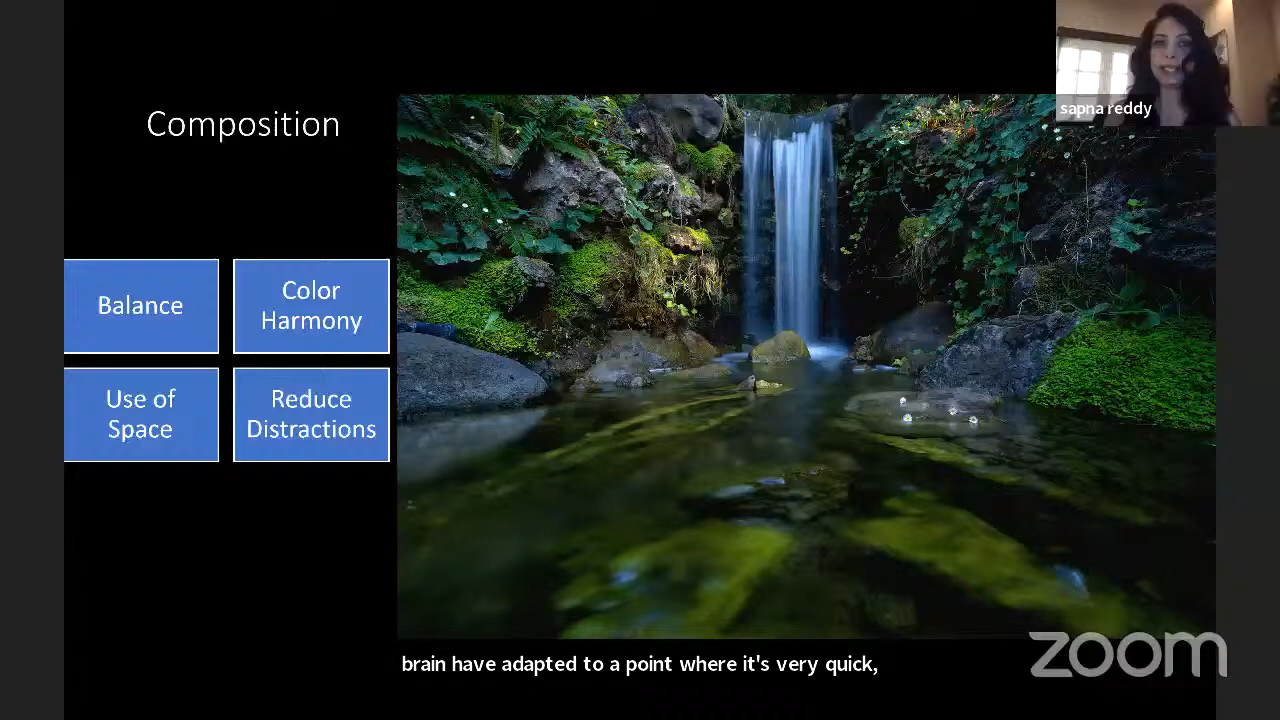 sapna reddy
Composition
Balance
Color
Harmony
Use of
Space
Reduce
Distractions
brain have adapted to a point where it's very quick,
zoom